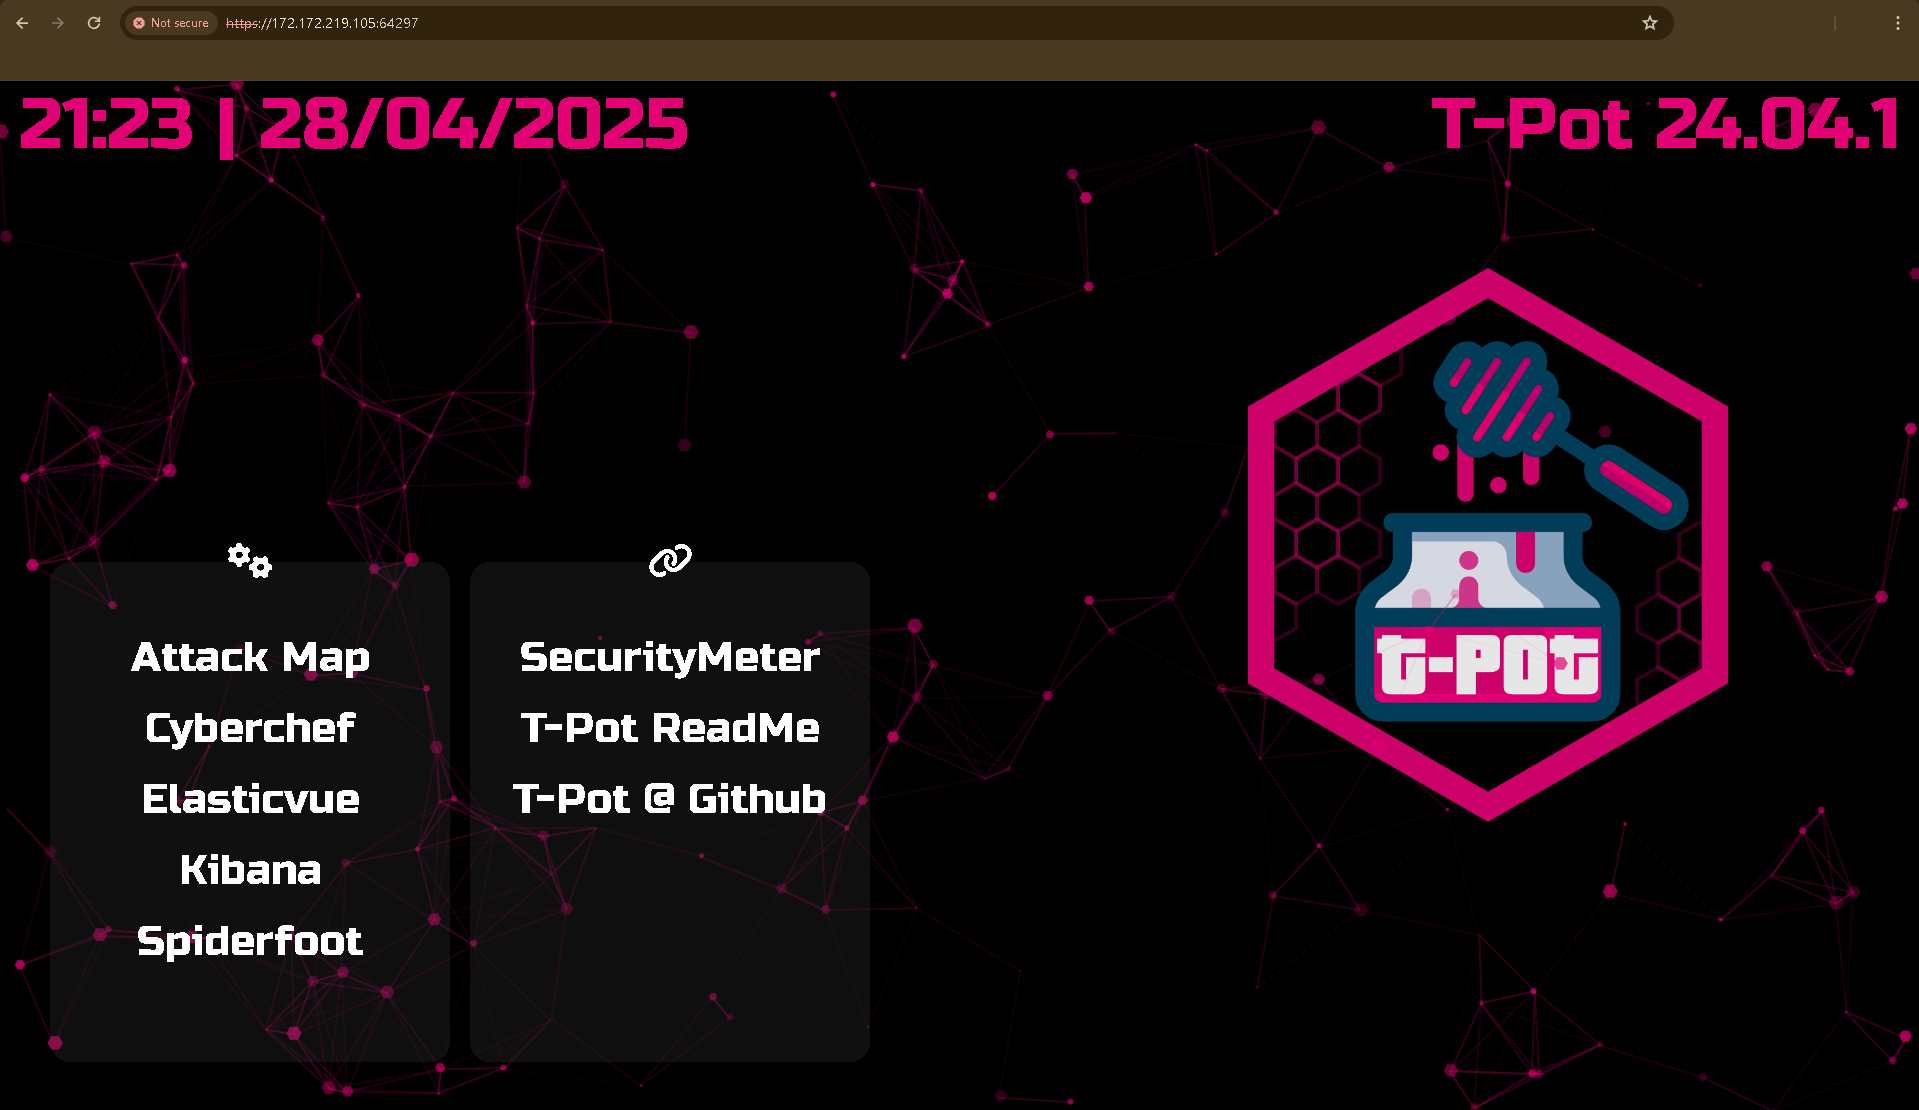 Not secure
https://172.172.219.105:64297
21:23 | 28/04/2025
T-Pot 24.04.1
Attack Map
Cyberchef
Elasticvue
Kibana
Spiderfoot
SecurityMeter
T-Pot ReadMe
T-Pot @ Github
T-POT